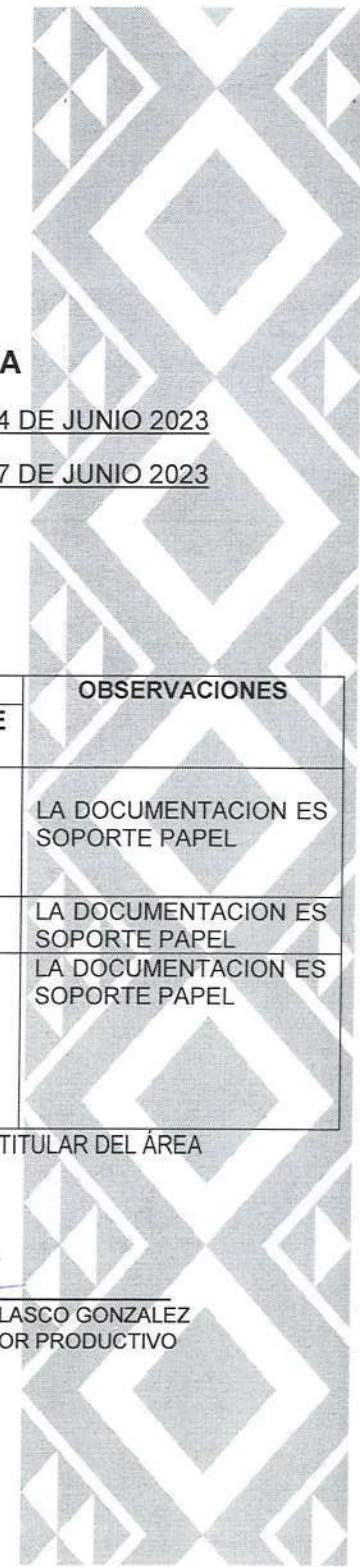 A
4 DE JUNIO 2023
7 DE JUNIO 2023
OBSERVACIONES
E
LA DOCUMENTACION ES
SOPORTE PAPEL
LA DOCUMENTACION ES
SOPORTE PAPEL
LA DOCUMENTACION ES
SOPORTE PAPEL
TITULAR DEL ÁREA
LASCO GONZALEZ
OR PRODUCTIVO